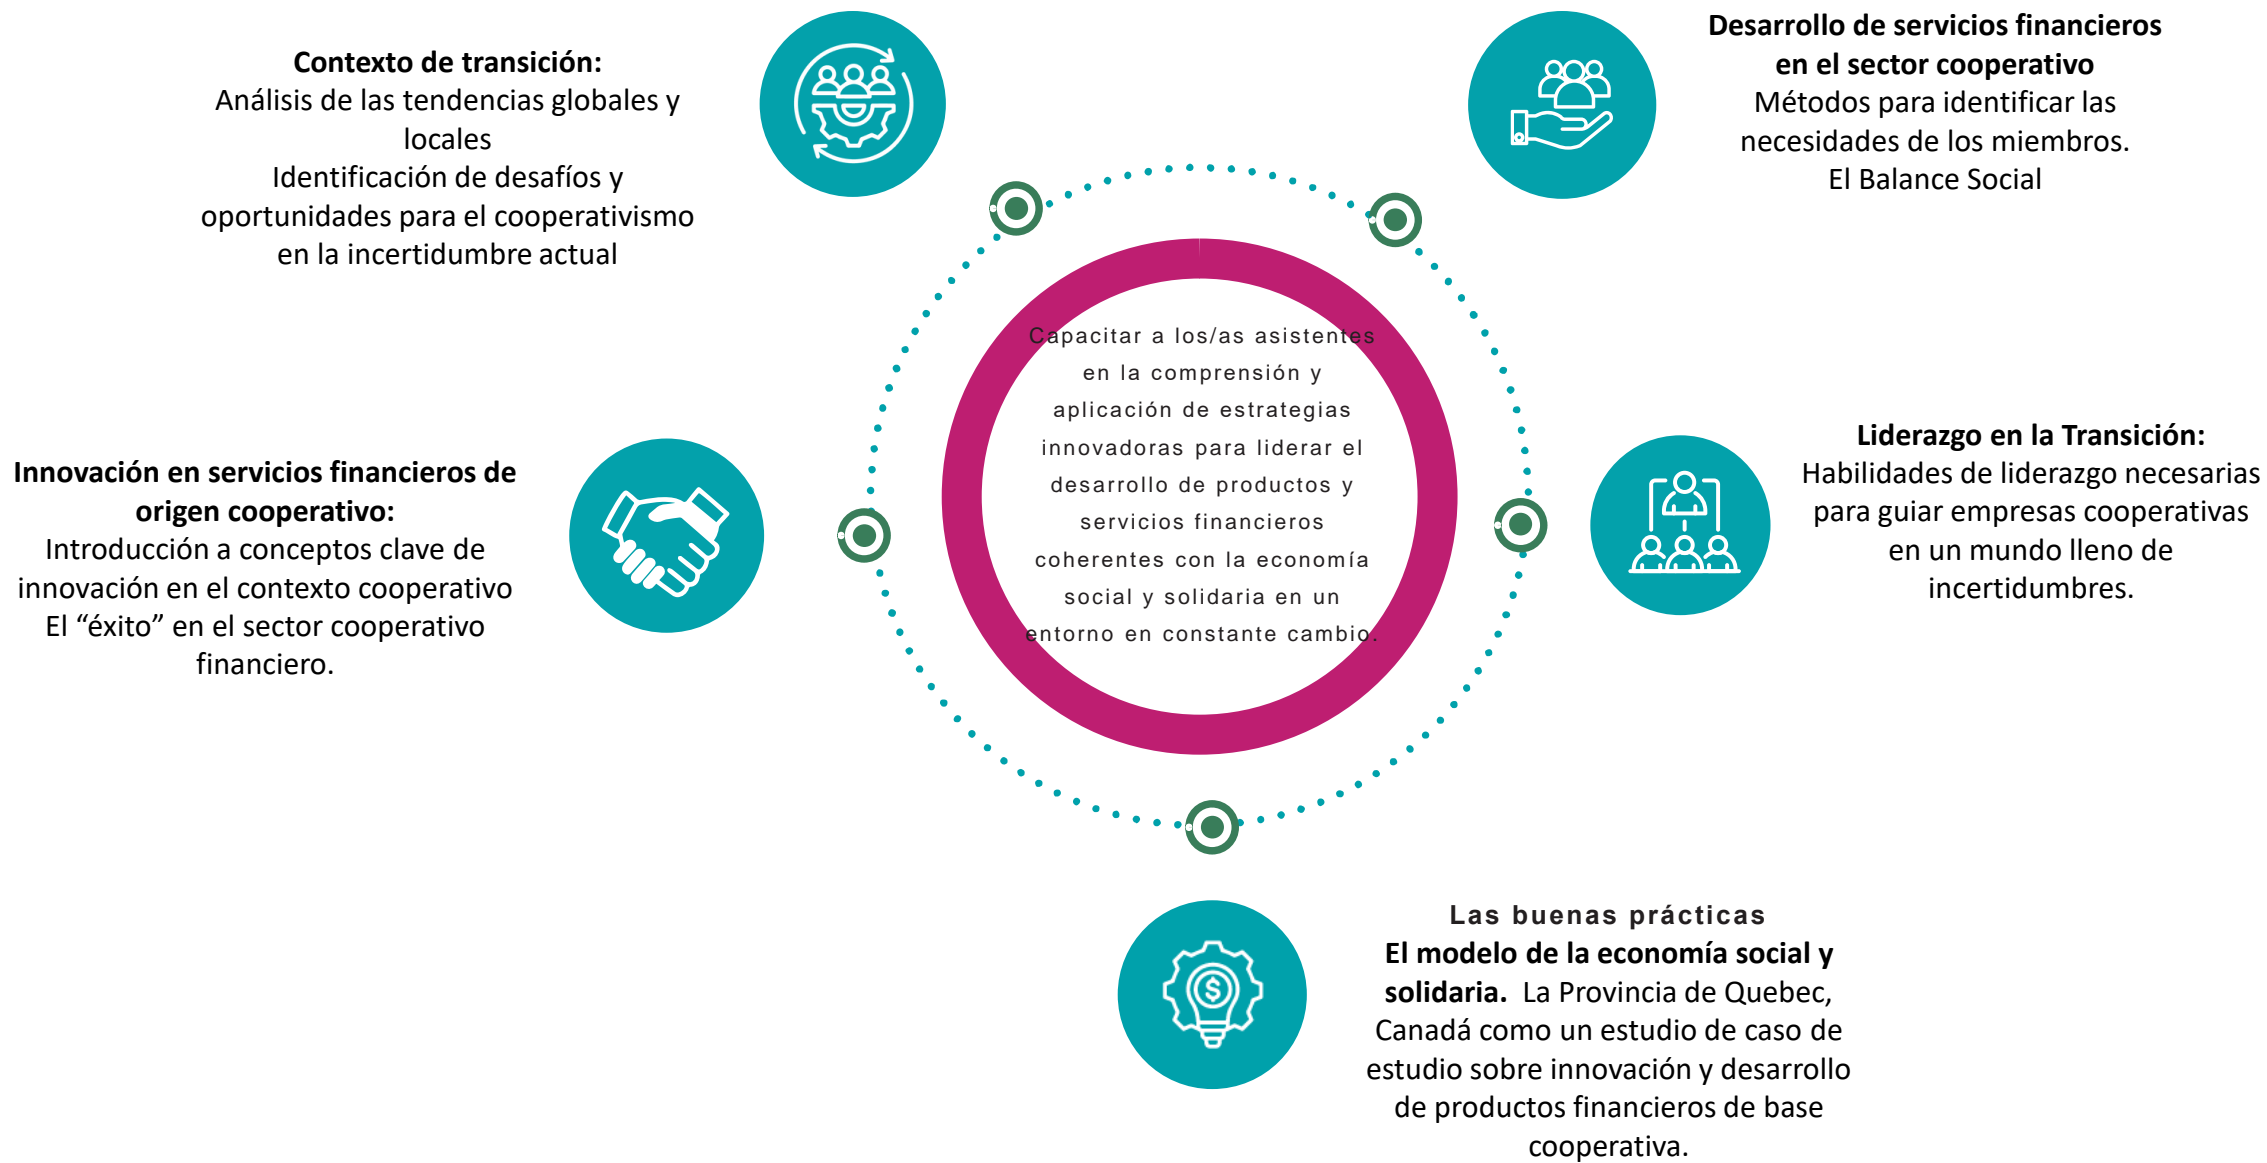 Contexto de transición:
Análisis de las tendencias globales y
locales
Identificación de desafíos y
oportunidades para el cooperativismo
en la incertidumbre actual
Desarrollo de servicios financieros
en el sector cooperativo
Métodos para identificar las
necesidades de los miembros.
El Balance Social
Capacitar a los/as asistentes
en la comprensión y
aplicación de estrategias
innovadoras para liderar el
desarrollo de productos y
servicios financieros
coherentes con la economía
social y solidaria en un
entorno en constante cambio.
Innovación en servicios financieros de
origen cooperativo:
Introducción a conceptos clave de
innovación en el contexto cooperativo
El “éxito” en el sector cooperativo
financiero.
Liderazgo en la Transición:
Habilidades de liderazgo necesarias
para guiar empresas cooperativas
en un mundo lleno de
incertidumbres.
$
Las buenas prácticas
El modelo de la economía social y
solidaria. La Provincia de Quebec,
Canadá como un estudio de caso de
estudio sobre innovación y desarrollo
de productos financieros de base
cooperativa.